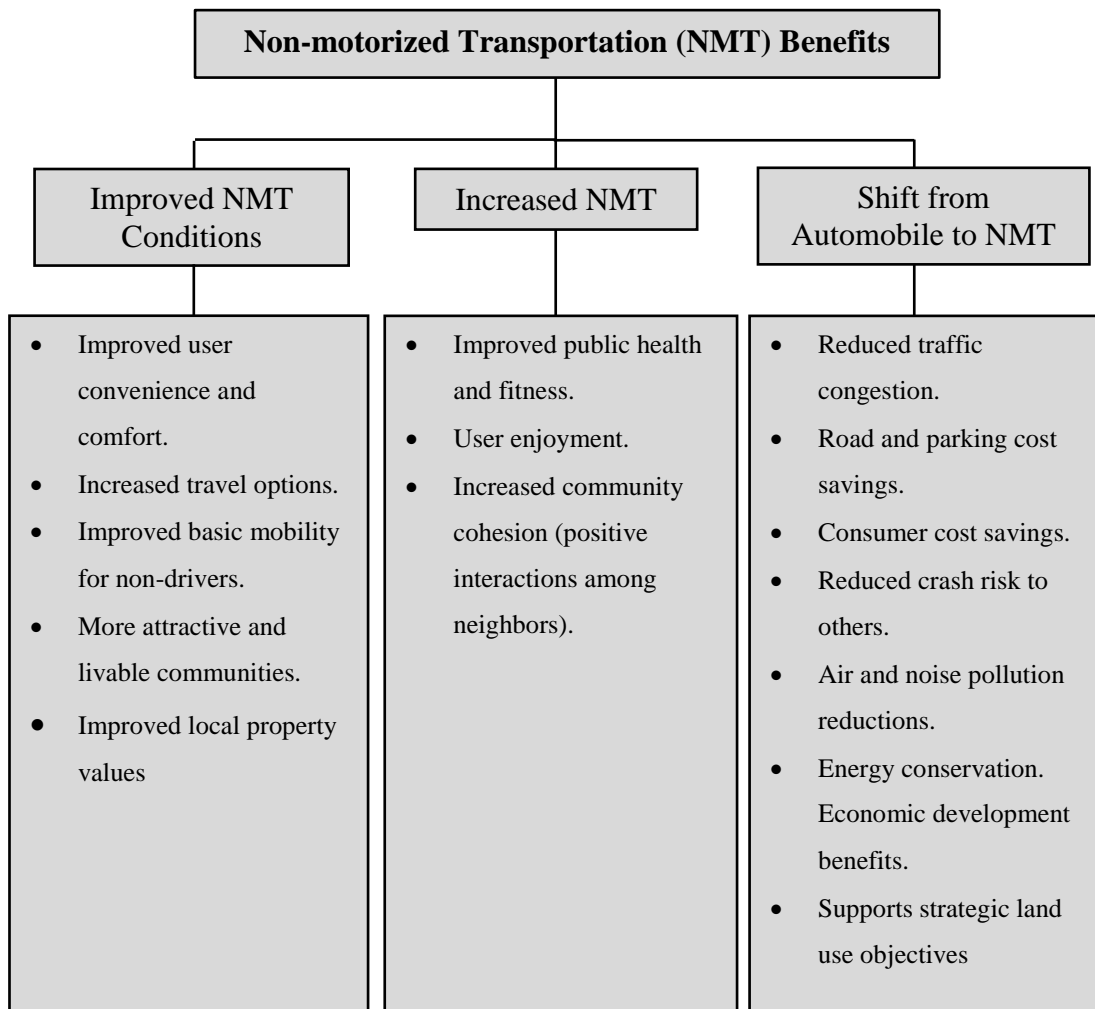 Non-motorized Transportation (NMT) Benefits
Improved NMT
Conditions
Increased NMT
Shift from
Automobile to NMT
• Improved user
convenience and
comfort.
• Increased travel options.
• Improved basic mobility
for non-drivers.
• More attractive and
livable communities.
• Improved local property
values
• Improved public health
and fitness.
• User enjoyment.
• Increased community
cohesion (positive
interactions among
neighbors).
• Reduced traffic
congestion.
• Road and parking cost
savings.
• Consumer cost savings.
• Reduced crash risk to
others.
• Air and noise pollution
reductions.
• Energy conservation.
Economic development
benefits.
• Supports strategic land
use objectives